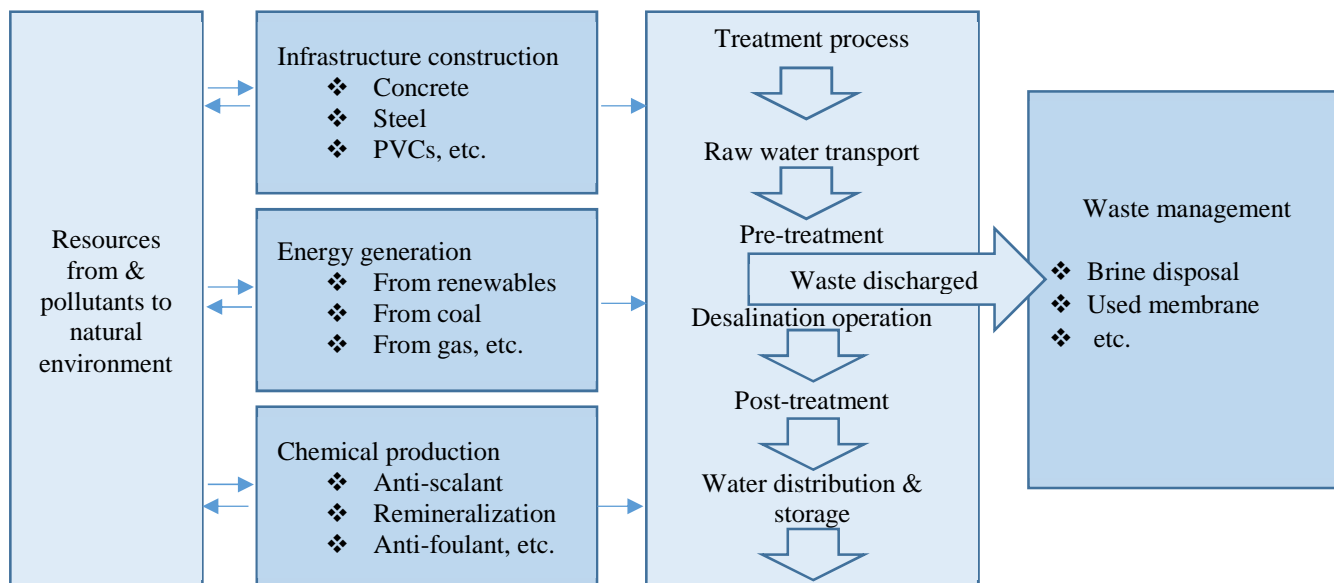 Resources
from &
pollutants to
natural
environment
Infrastructure construction
❖ Concrete
❖ Steel
❖ PVCs, etc.
Energy generation
❖ From renewables
❖ From coal
❖ From gas, etc.
Chemical production
❖ Anti-scalant
❖ Remineralization
❖ Anti-foulant, etc.
Treatment process
Raw water transport
Pre-treatment
Waste discharged
Desalination operation
Post-treatment
Water distribution &
storage
Waste management
❖ Brine disposal
❖ Used membrane
❖ etc.